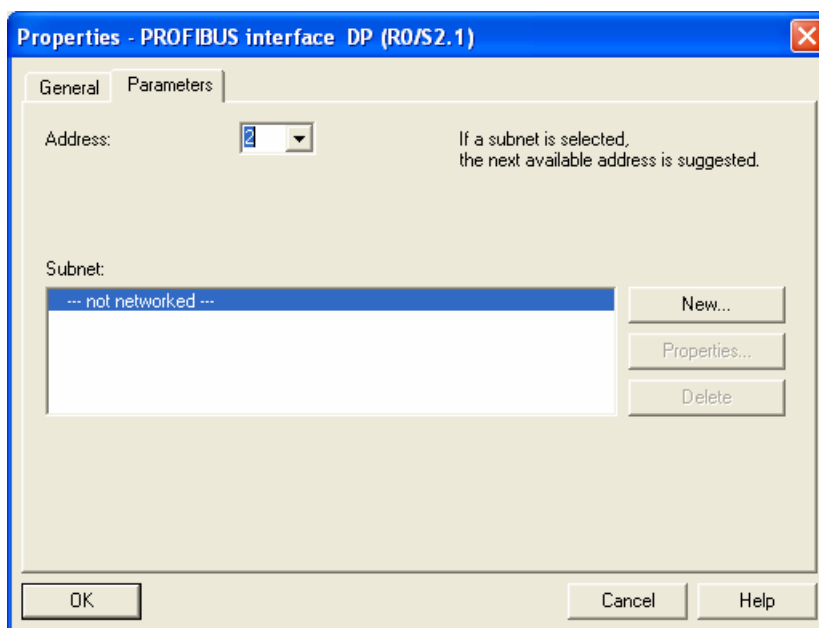 Properties - PROFIBUS interface DP (R0/S2.1)
General Parameters
Address: 2 If a subnet is selected,
the next available address is suggested.
Subnet:
--- not networked --- New...
Properties...
Delete
OK Cancel Help